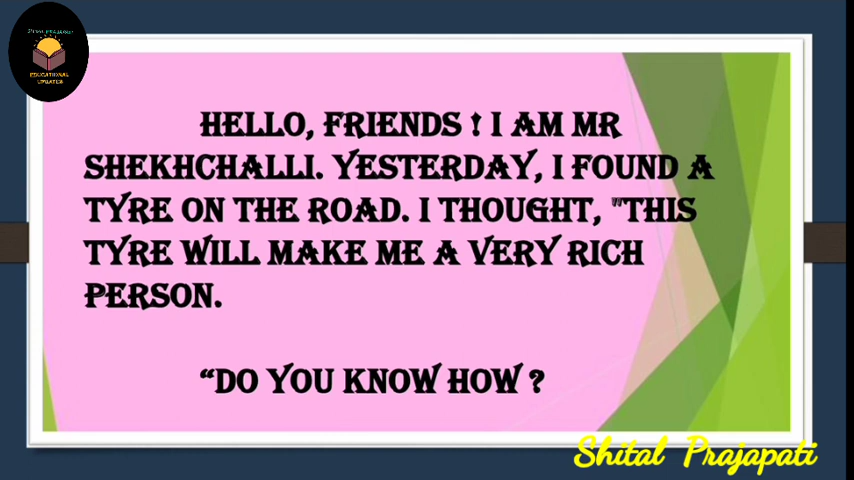 EDUCATIONAL
UPDATES
HELLO, FRIENDS ! I AM MR
SHEKHCHALLI. YESTERDAY, I FOUND A
TYRE ON THE ROAD. I THOUGHT, "THIS
TYRE WILL MAKE ME A VERY RICH
PERSON.
“DO YOU KNOW HOW ?
Shital Prajapati